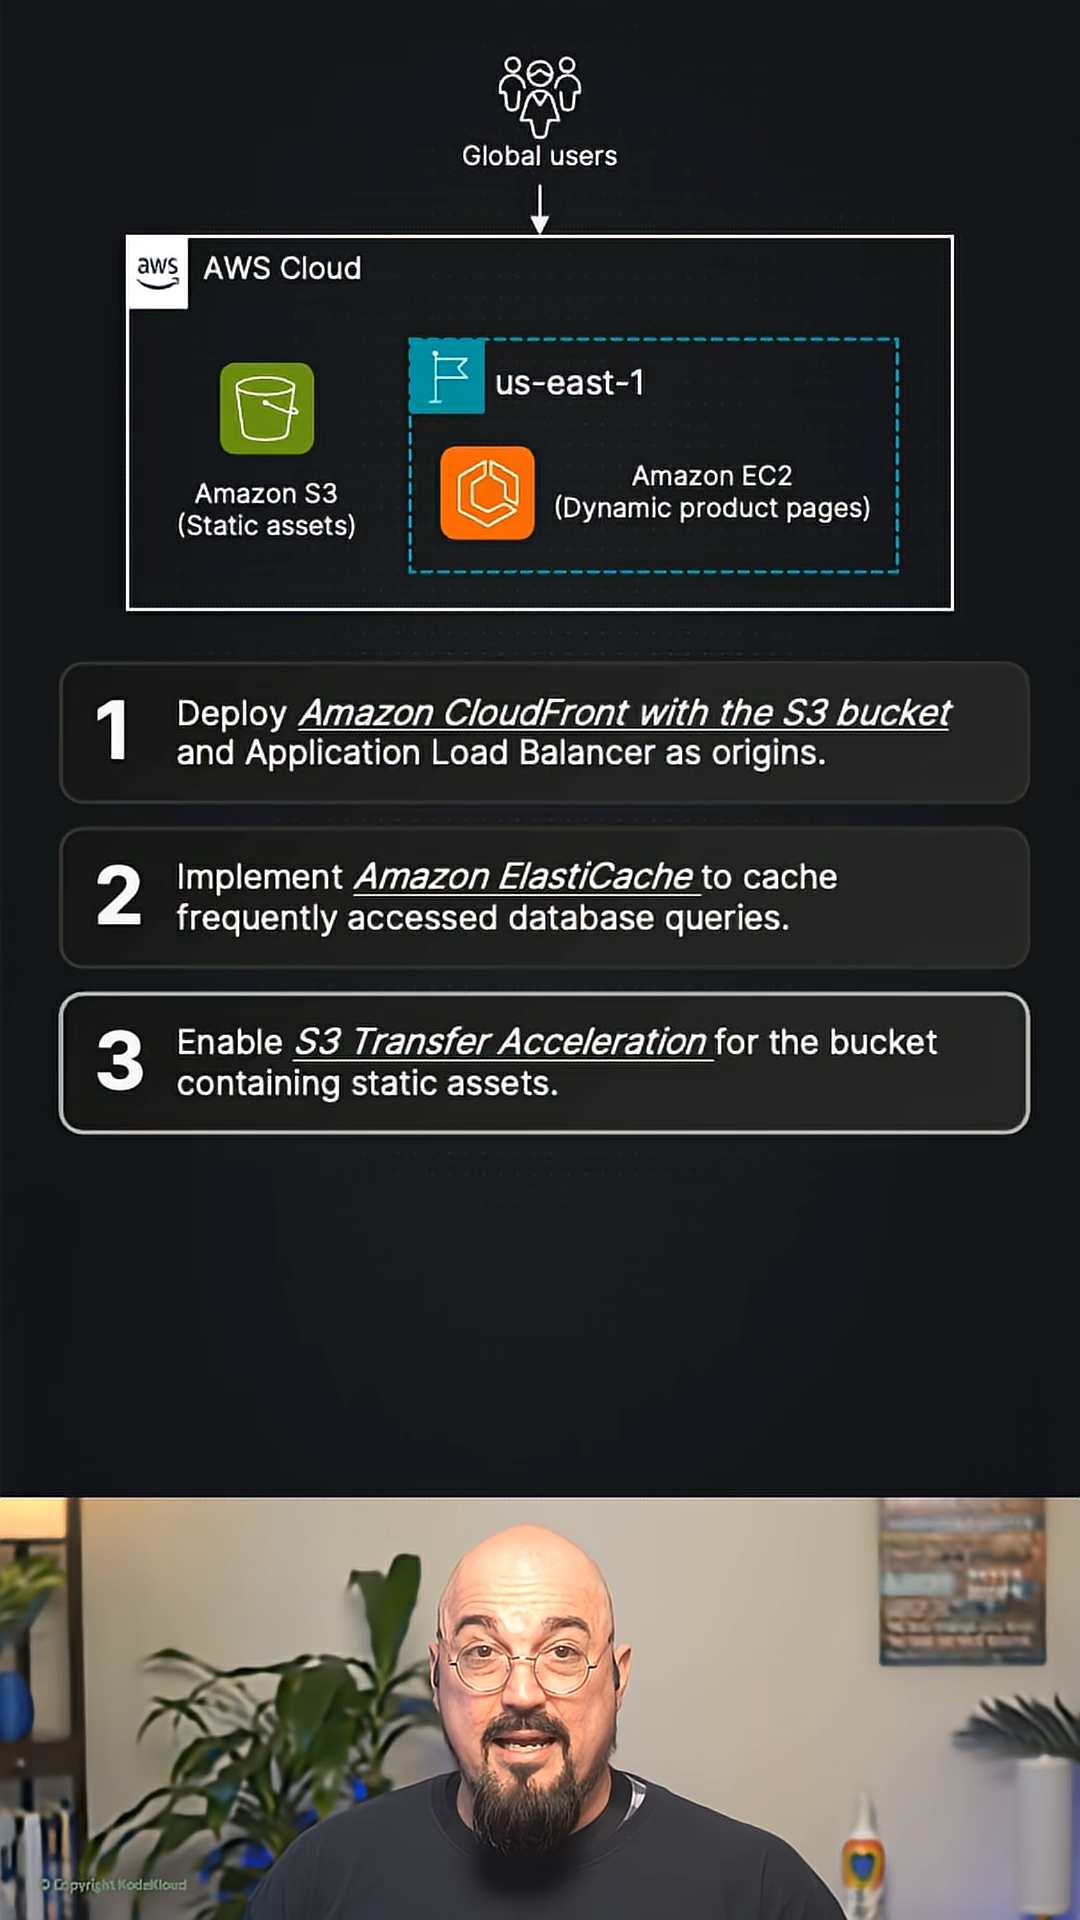 Global users
aws
AWS Cloud
us-east-1
Amazon S3
(Static assets)
Amazon EC2
(Dynamic product pages)
1
Deploy Amazon CloudFront with the S3 bucket
and Application Load Balancer as origins.
2
Implement Amazon ElastiCache to cache
frequently accessed database queries.
3
Enable S3 Transfer Acceleration for the bucket
containing static assets.
© Copyright KodeKloud